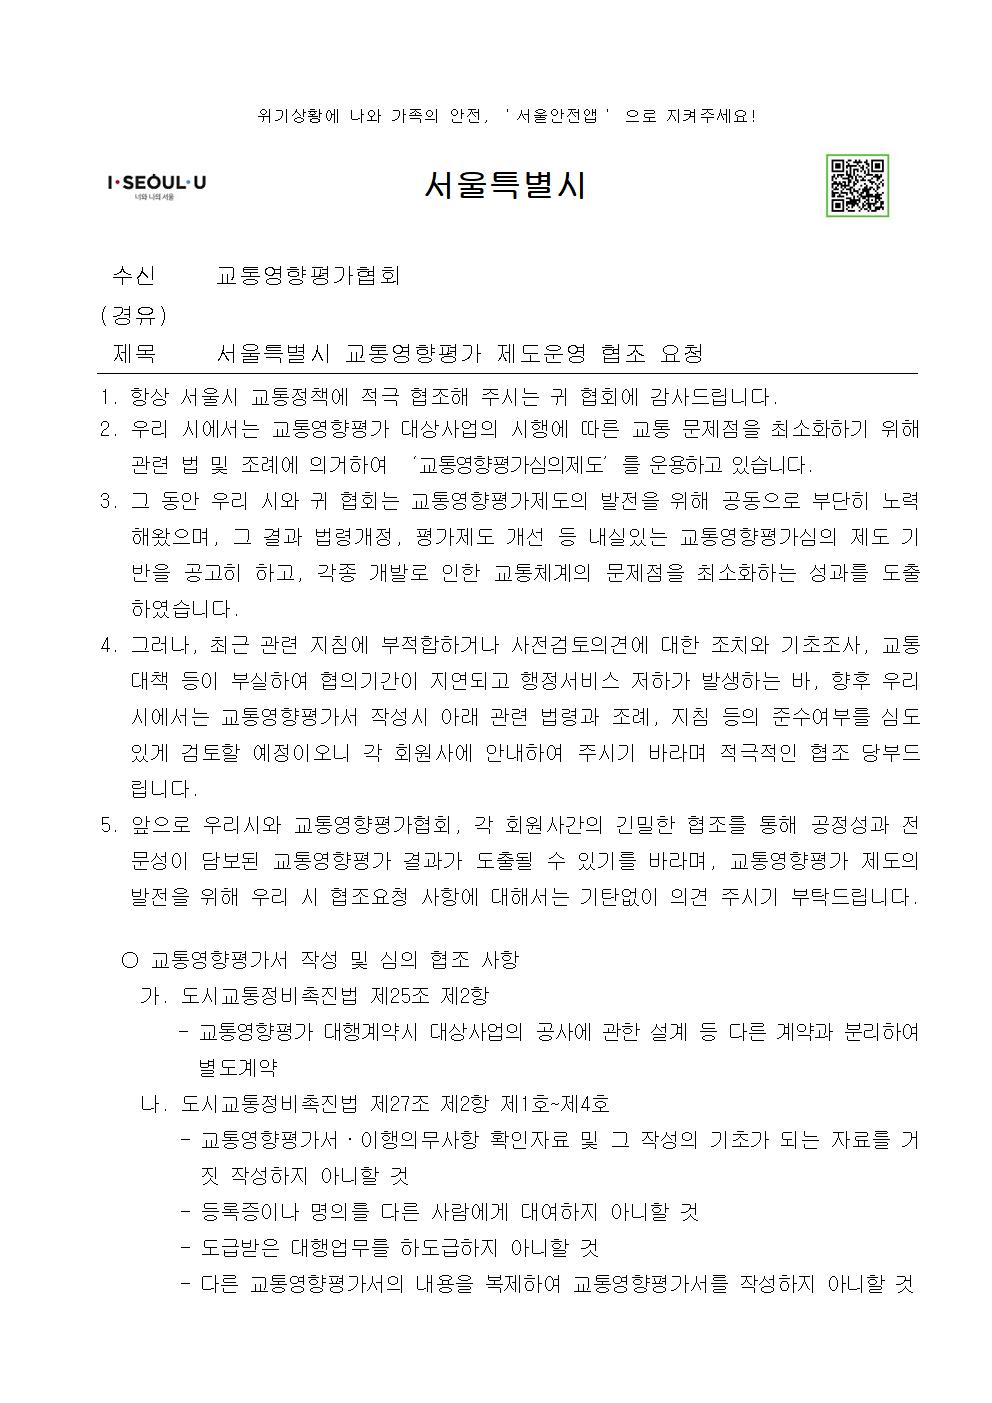 위기상황에 나와 가족의 안전, '서울안전앱' 으로 지켜주세요!
I·SEOUL·U
너와 나의 서울
서울특별시
수신 교통영향평가협회
(경유)
제목 서울특별시 교통영향평가 제도운영 협조 요청
1. 항상 서울시 교통정책에 적극 협조해 주시는 귀 협회에 감사드립니다.
2. 우리 시에서는 교통영향평가 대상사업의 시행에 따른 교통 문제점을 최소화하기 위해
관련 법 및 조례에 의거하여 ‘교통영향평가심의제도’를 운용하고 있습니다.
3. 그 동안 우리 시와 귀 협회는 교통영향평가제도의 발전을 위해 공동으로 부단히 노력
해왔으며, 그 결과 법령개정, 평가제도 개선 등 내실있는 교통영향평가심의 제도 기
반을 공고히 하고, 각종 개발로 인한 교통체계의 문제점을 최소화하는 성과를 도출
하였습니다.
4. 그러나, 최근 관련 지침에 부적합하거나 사전검토의견에 대한 조치와 기초조사, 교통
대책 등이 부실하여 협의기간이 지연되고 행정서비스 저하가 발생하는 바, 향후 우리
시에서는 교통영향평가서 작성시 아래 관련 법령과 조례, 지침 등의 준수여부를 심도
있게 검토할 예정이오니 각 회원사에 안내하여 주시기 바라며 적극적인 협조 당부드
립니다.
5. 앞으로 우리시와 교통영향평가협회, 각 회원사간의 긴밀한 협조를 통해 공정성과 전
문성이 담보된 교통영향평가 결과가 도출될 수 있기를 바라며, 교통영향평가 제도의
발전을 위해 우리 시 협조요청 사항에 대해서는 기탄없이 의견 주시기 부탁드립니다.
○ 교통영향평가서 작성 및 심의 협조 사항
가. 도시교통정비촉진법 제25조 제2항
- 교통영향평가 대행계약시 대상사업의 공사에 관한 설계 등 다른 계약과 분리하여
별도계약
나. 도시교통정비촉진법 제27조 제2항 제1호~제4호
- 교통영향평가서·이행의무사항 확인자료 및 그 작성의 기초가 되는 자료를 거
짓 작성하지 아니할 것
- 등록증이나 명의를 다른 사람에게 대여하지 아니할 것
- 도급받은 대행업무를 하도급하지 아니할 것
- 다른 교통영향평가서의 내용을 복제하여 교통영향평가서를 작성하지 아니할 것